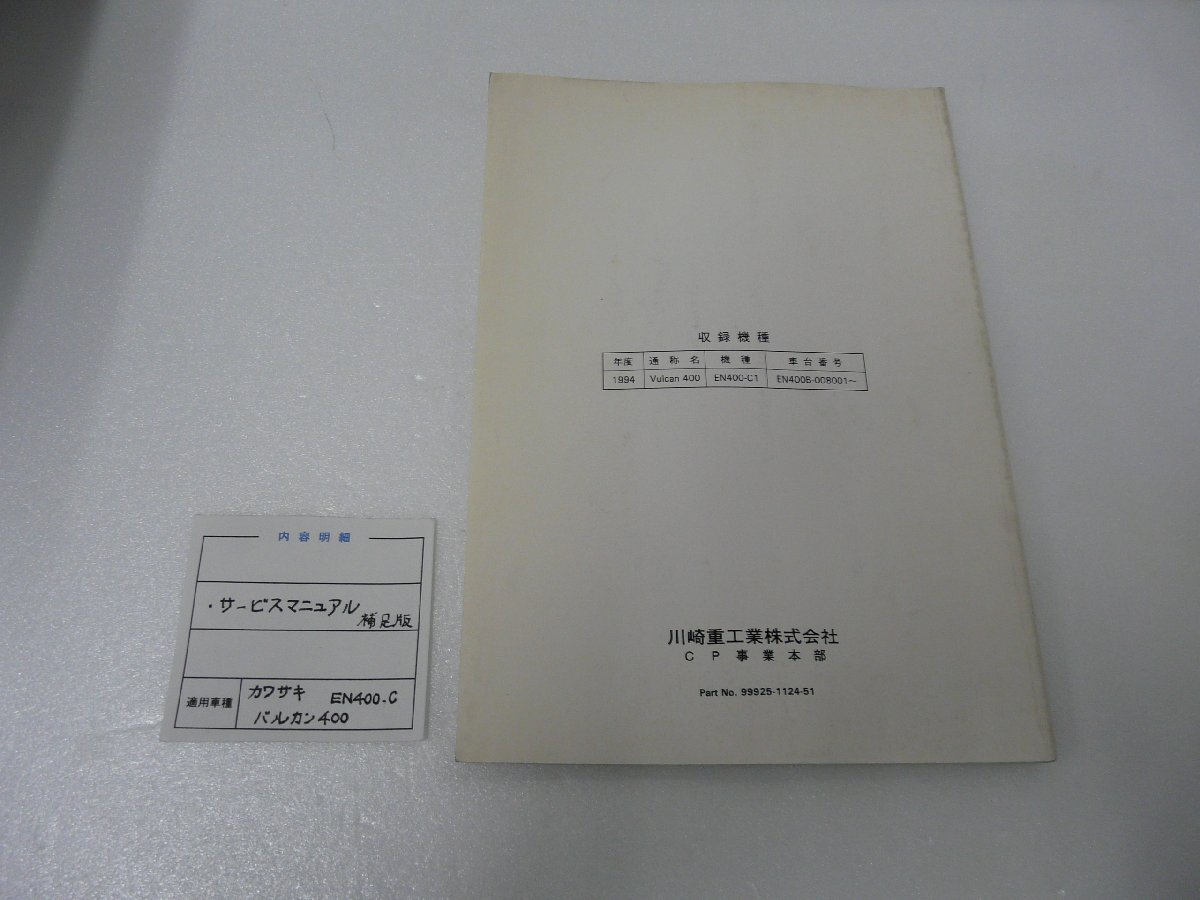 収録機種
年度 通称名 機種 車台番号
1994 Vulcan 400 EN400-C1 EN400B-008001~
川崎重工業株式会社
CP事業本部
Part No. 99925-1124-51
内容明細
・サービスマニュアル
補足版
適用車種 カワサキ EN400-C
バルカン400